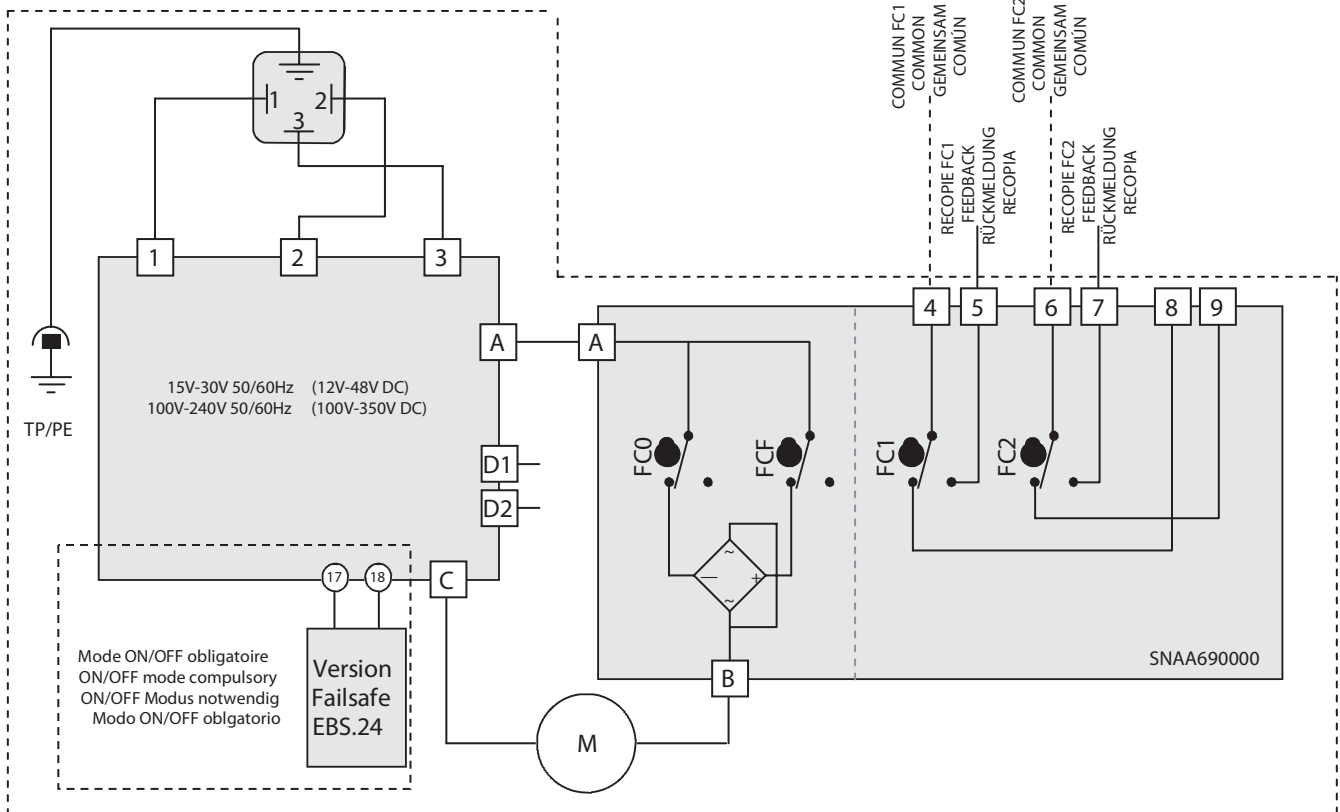 COMMUN FC1
COMMON
GEMEINSAM
COMÚN
COMMUN FC2
COMMON
GEMEINSAM
COMÚN
RECOPIE FC1
FEEDBACK
RÜCKMELDUNG
RECOPIA
RECOPIE FC2
FEEDBACK
RÜCKMELDUNG
RECOPIA
1
2
3
1
2
3
4
5
6
7
8
9
A
A
15V-30V 50/60Hz (12V-48V DC)
100V-240V 50/60Hz (100V-350V DC)
TP/PE
FC0
FCF
FC1
FC2
D1
D2
~
—
+
~
17
18
C
B
SNAA690000
Mode ON/OFF obligatoire
ON/OFF mode compulsory
ON/OFF Modus notwendig
Modo ON/OFF oblgatorio
Version
Failsafe
EBS.24
M